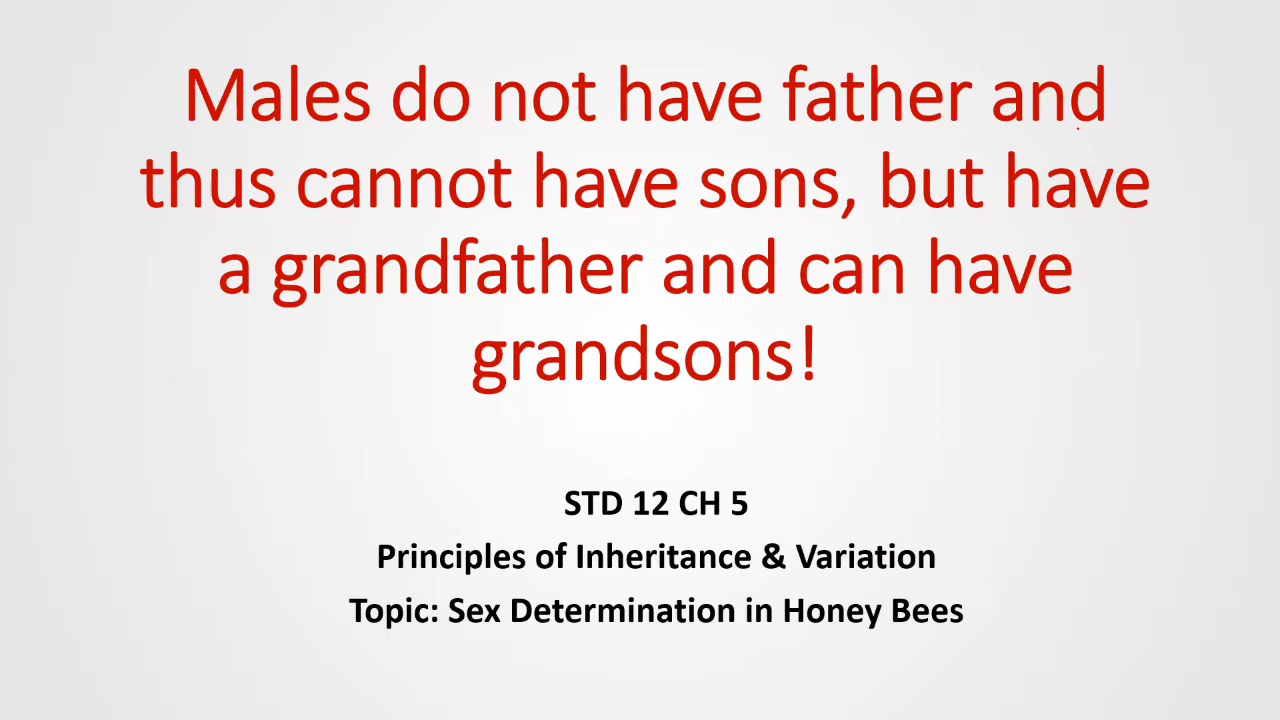 Males do not have father and
thus cannot have sons, but have
a grandfather and can have
grandsons!
STD 12 CH 5
Principles of Inheritance & Variation
Topic: Sex Determination in Honey Bees